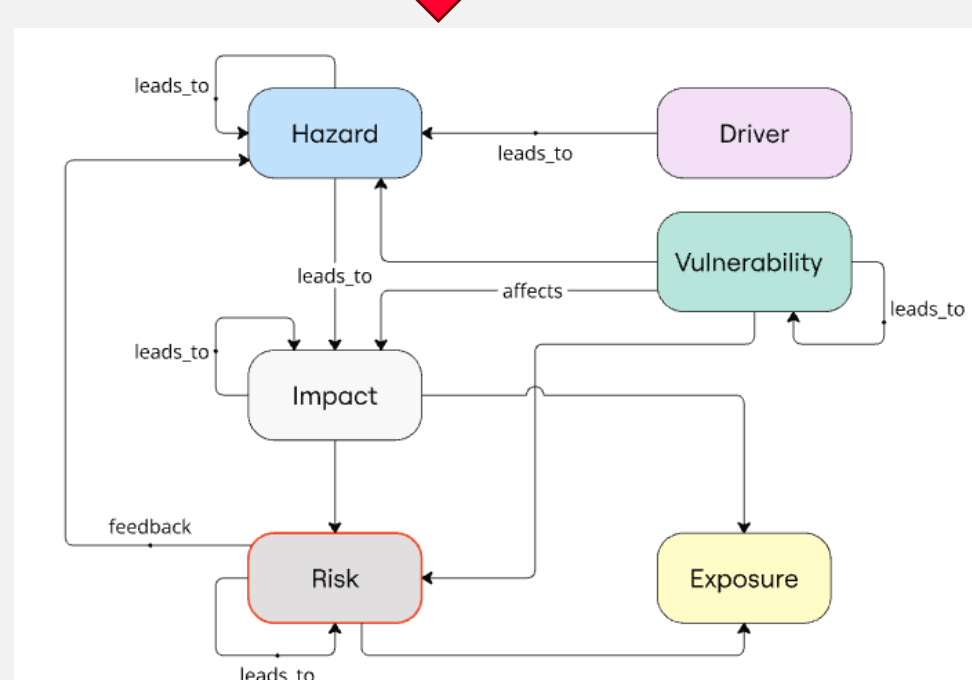 leads_to
Hazard
Driver
leads_to
Vulnerability
leads_to
affects
leads_to
leads_to
Impact
feedback
Risk
Exposure
leads_to